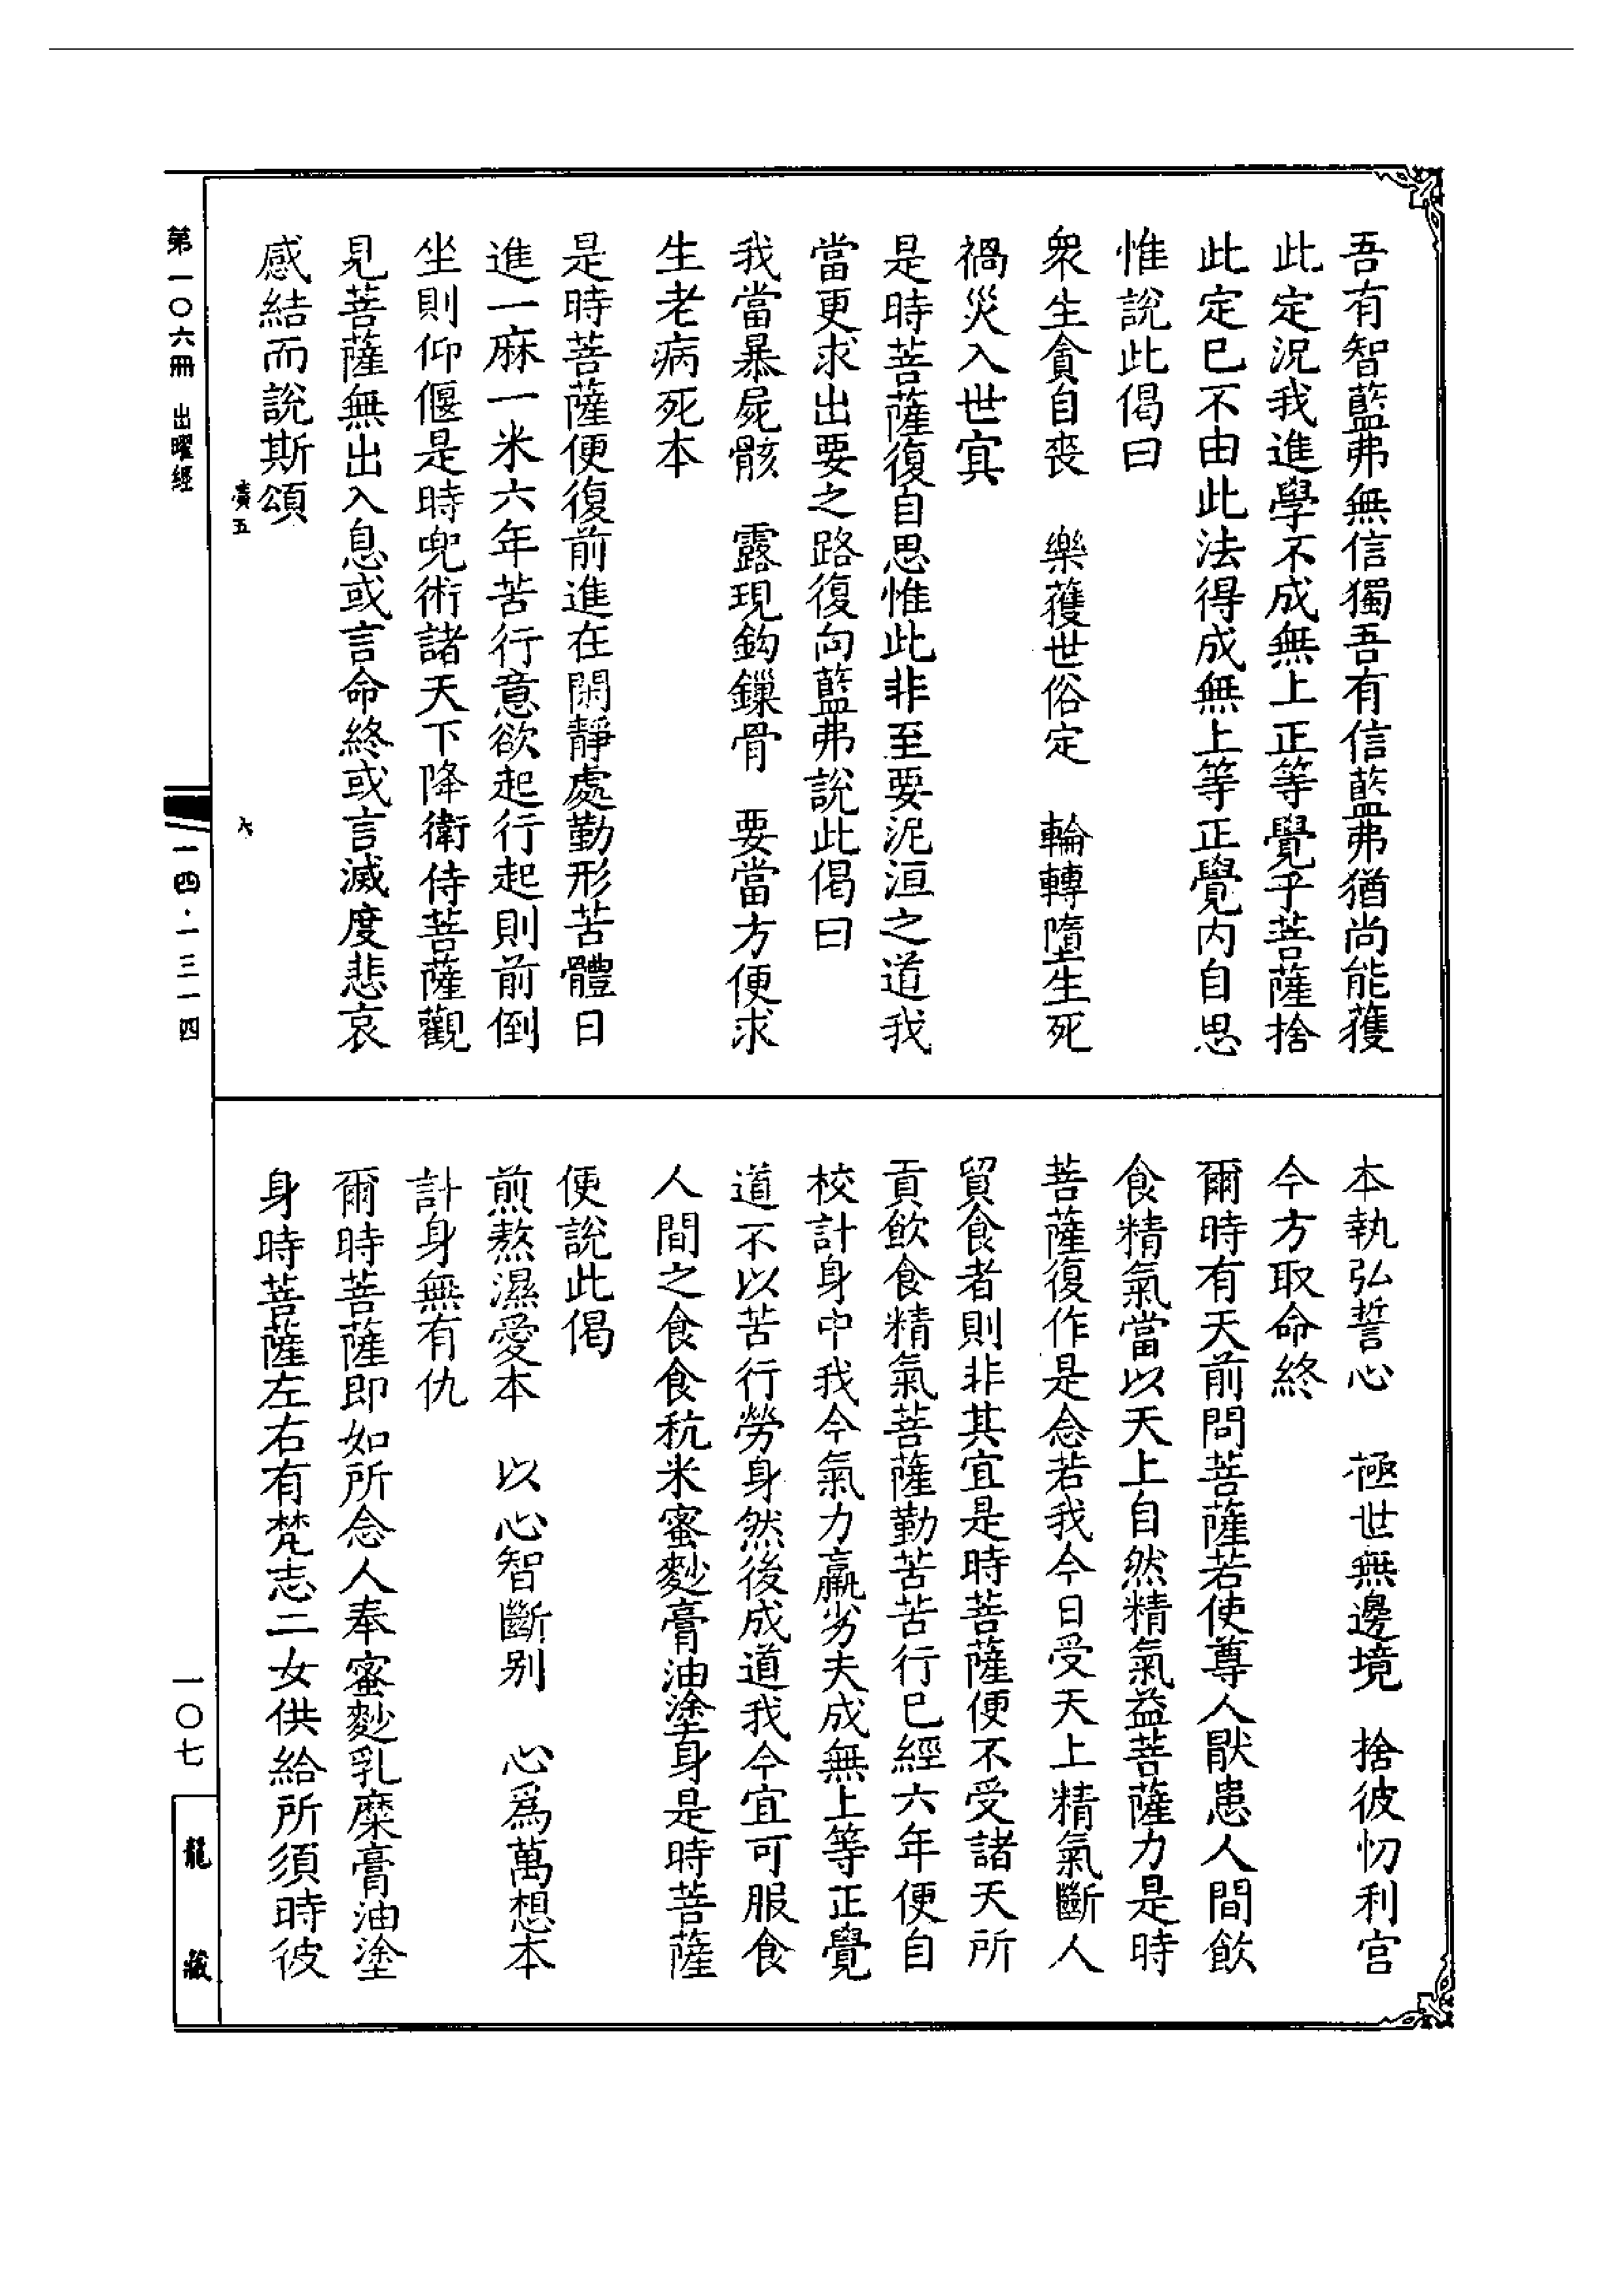 吾有智藍弗無信獨吾有信藍弗猶尚能獲
此定況我進學不成無上正等覺乎菩薩捨
此定已不由此法得成無上等正覺内自思
惟說此偈曰
衆生貪自喪　樂獲世俗定　輪轉墮生死
禍災入世㝠
是時菩薩復自思惟此非至要泥洹之道我
當更求出要之路復向藍弗說此偈曰
我當暴屍骸　露現鈎鏁骨　要當方便求
生老病死本
是時菩薩便復前進在閑靜處勤形苦體日
進一麻一米六年苦行意欲起行起則前倒
坐則仰偃是時兜術諸天下降衛侍菩薩觀
見菩薩無出入息或言命終或言滅度悲哀
感結而說斯頌
本執弘誓心　極世無邊境　捨彼忉利宮
今方取命終
爾時有天前問菩薩若使尊人猒患人間飲
食精氣當以天上自然精氣益菩薩力是時
菩薩復作是念若我今日受天上精氣斷人
貿食者則非其宜是時菩薩便不受諸天所
貢飲食精氣菩薩勤苦苦行已經六年便自
校計身中我今氣力羸劣夫成無上等正覺
道不以苦行勞身然後成道我今宜可服食
人間之食食秔米蜜麨膏油塗身是時菩薩
便說此偈
煎熬濕愛本　以心智斷别　心爲萬想本
計身無有仇
爾時菩薩即如所念人奉蜜麨乳糜膏油塗
身時菩薩左右有梵志二女供給所須時彼
第一〇六冊　出曜經
廣五　六
一四·一三一四
一〇七
龍藏